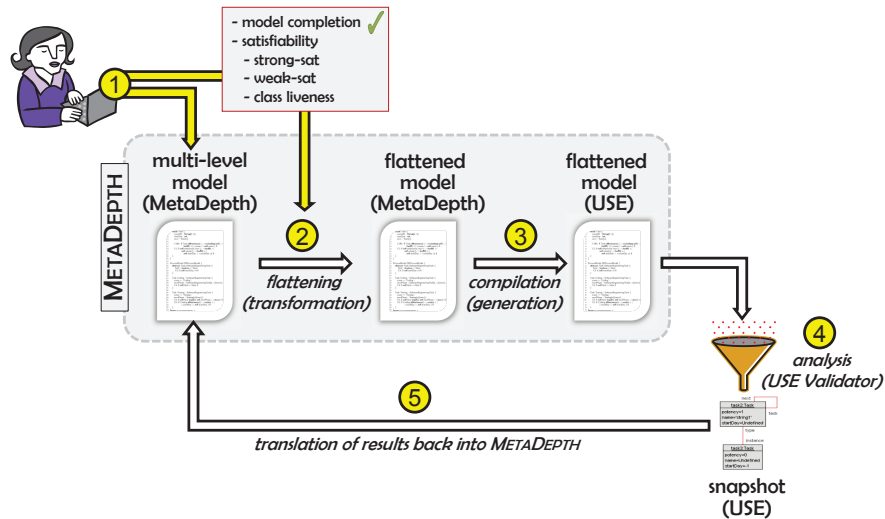 - model completion
- satisfiability
- strong-sat
- weak-sat
- class liveness
1
METADEPTH
multi-level
model
(MetaDepth)
flattened
model
(MetaDepth)
flattened
model
(USE)
2
flattening
(transformation)
3
compilation
(generation)
4
analysis
(USE Validator)
5
translation of results back into METADEPTH
next
task2:Task
potency=1
name='string1'
startDay=Undefined
task
type
instance
task3:Task
potency=0
name=Undefined
startDay=-1
snapshot
(USE)